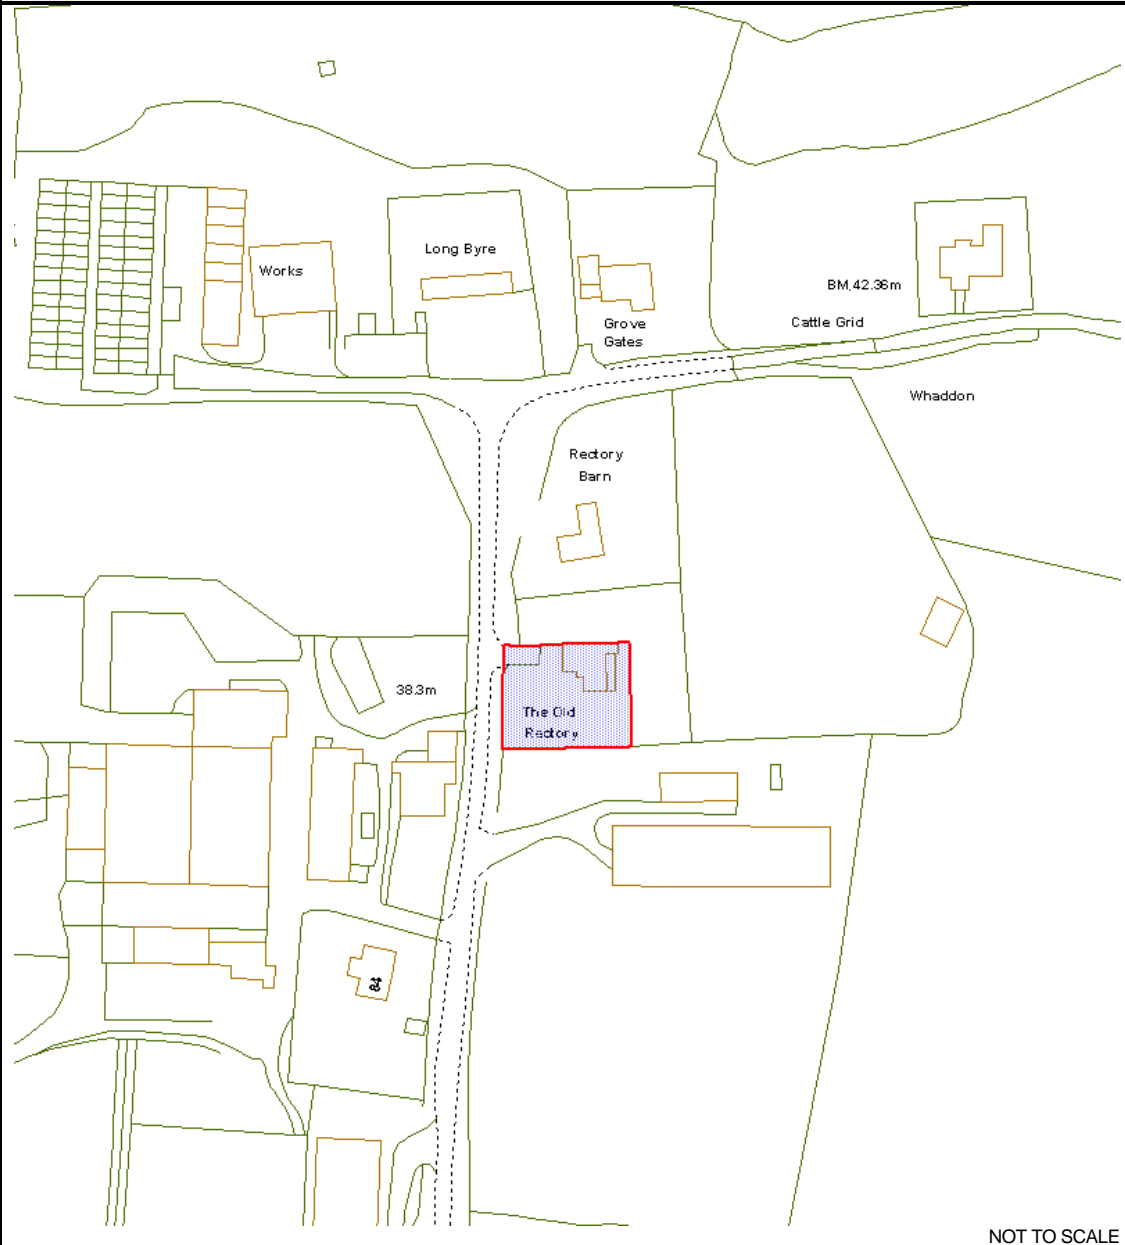 Long Byre
Works
BM 42.36m
Grove
Gates
Cattle Grid
Whaddon
Rectory
Barn
38.3m
The Old
Rectory
84
NOT TO SCALE